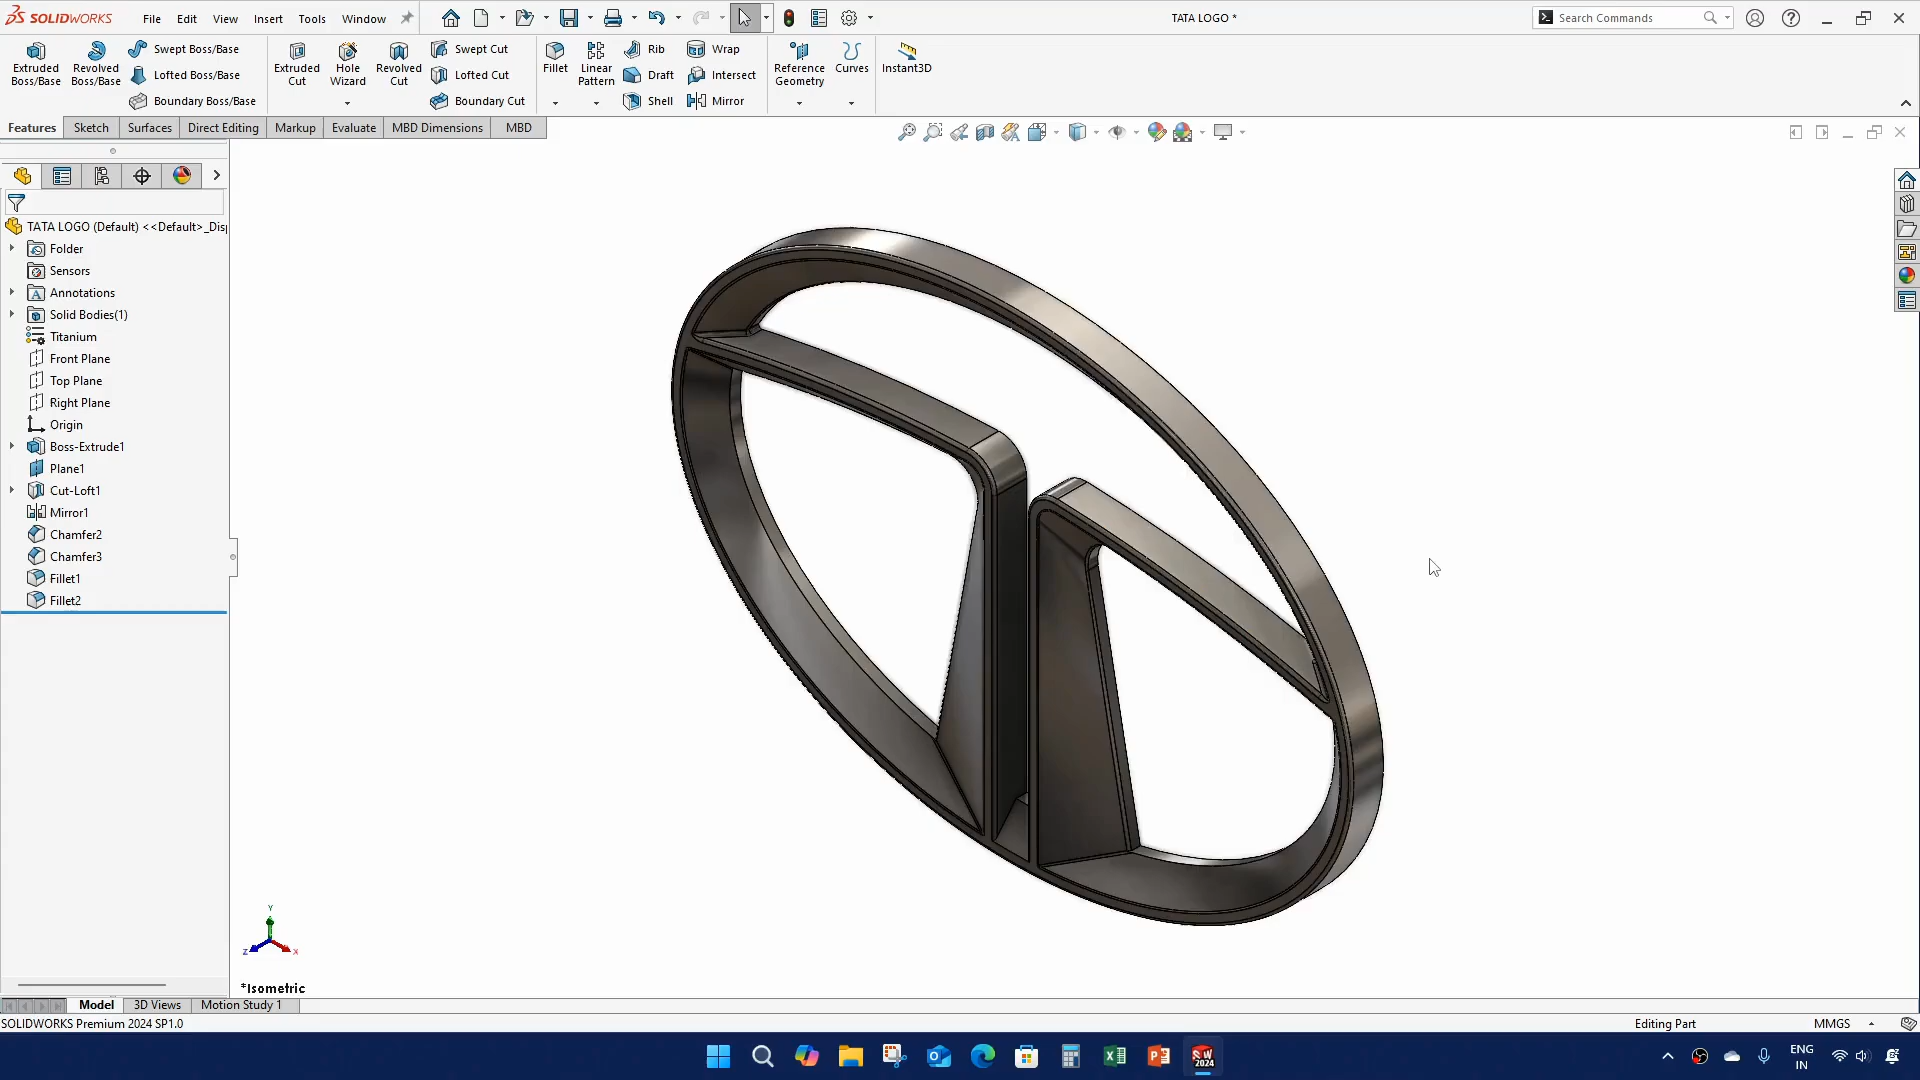 SOLIDWORKS File Edit View Insert Tools Window TATA LOGO * Search Commands
Extruded Boss/Base
Revolved Boss/Base
Swept Boss/Base
Lofted Boss/Base
Boundary Boss/Base
Extruded Cut
Hole Wizard
Revolved Cut
Swept Cut
Lofted Cut
Boundary Cut
Fillet
Linear Pattern
Rib
Draft
Shell
Wrap
Intersect
Mirror
Reference Geometry
Curves
Instant3D
Features Sketch Surfaces Direct Editing Markup Evaluate MBD Dimensions MBD
TATA LOGO (Default) <<Default>_Disp
Folder
Sensors
Annotations
Solid Bodies(1)
Titanium
Front Plane
Top Plane
Right Plane
Origin
Boss-Extrude1
Plane1
Cut-Loft1
Mirror1
Chamfer2
Chamfer3
Fillet1
Fillet2
Y
Z X
*Isometric
Model 3D Views Motion Study 1
SOLIDWORKS Premium 2024 SP1.0 Editing Part MMGS
SW 2024
ENG
IN